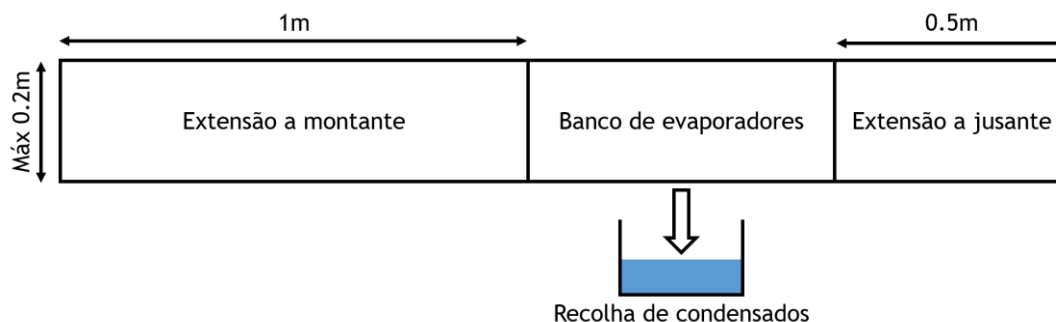 1m
0.5m
Máx 0.2m
Extensão a montante
Banco de evaporadores
Extensão a jusante
Recolha de condensados